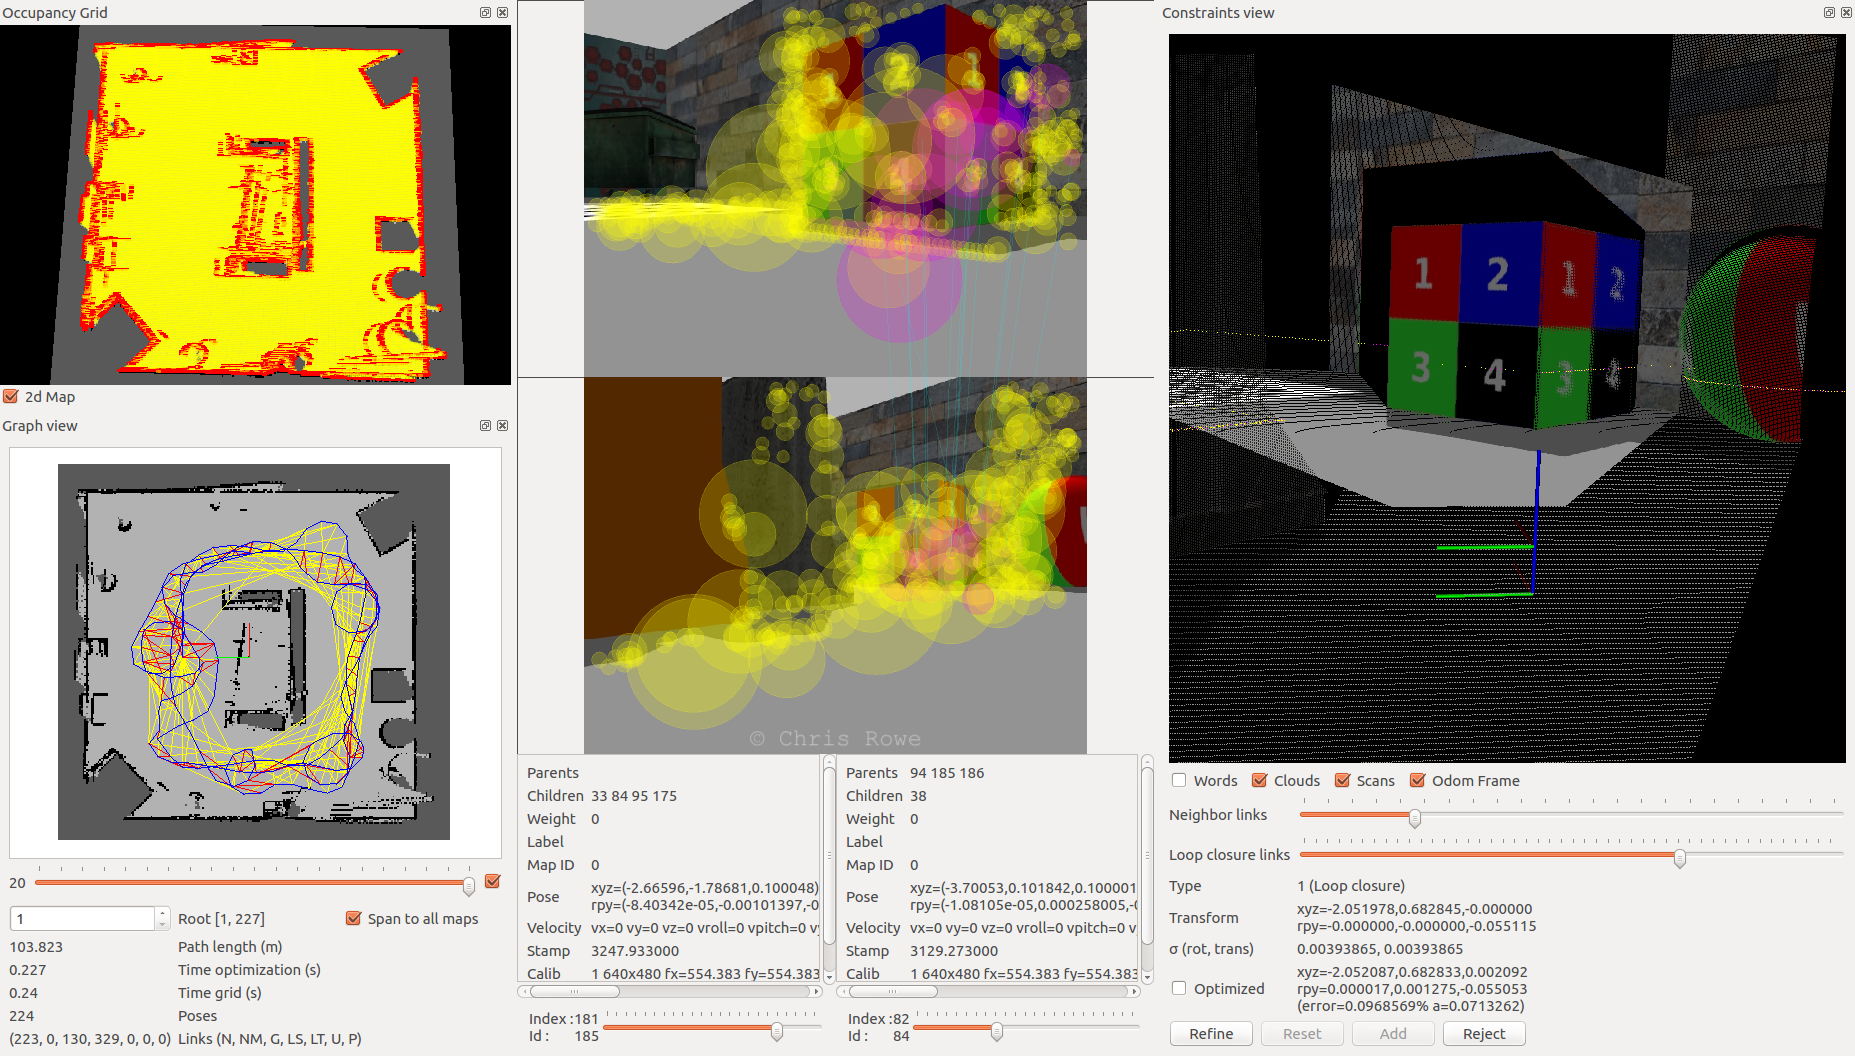 Occupancy Grid
2d Map
Graph view
20
1
Root [1, 227]
Span to all maps
103.823 Path length (m)
0.227 Time optimization (s)
0.24 Time grid (s)
224 Poses
(223, 0, 130, 329, 0, 0, 0) Links (N, NM, G, LS, LT, U, P)
2 1
© Chris Rowe
Parents
Children 33 84 95 175
Weight 0
Label
Map ID 0
Pose xyz=(-2.66596,-1.78681,0.100048)
rpy=(-8.40342e-05,-0.00101397,-0
Velocity vx=0 vy=0 vz=0 vroll=0 vpitch=0 vy
Stamp 3247.933000
Calib 1 640x480 fx=554.383 fy=554.383
Index :181
Id : 185
Parents 94 185 186
Children 38
Weight 0
Label
Map ID 0
Pose xyz=(-3.70053,0.101842,0.100001
rpy=(-1.08105e-05,0.000258005,-0
Velocity vx=0 vy=0 vz=0 vroll=0 vpitch=0 v
Stamp 3129.273000
Calib 1 640x480 fx=554.383 fy=554.383
Index :82
Id : 84
Constraints view
1 2 1 2
3 4 3 4
Words Clouds Scans Odom Frame
Neighbor links
Loop closure links
Type 1 (Loop closure)
Transform xyz=-2.051978,0.682845,-0.000000
rpy=-0.000000,-0.000000,-0.055115
σ (rot, trans) 0.00393865, 0.00393865
Optimized xyz=-2.052087,0.682833,0.002092
rpy=0.000017,0.001275,-0.055053
(error=0.0968569% a=0.0713262)
Refine Reset Add Reject